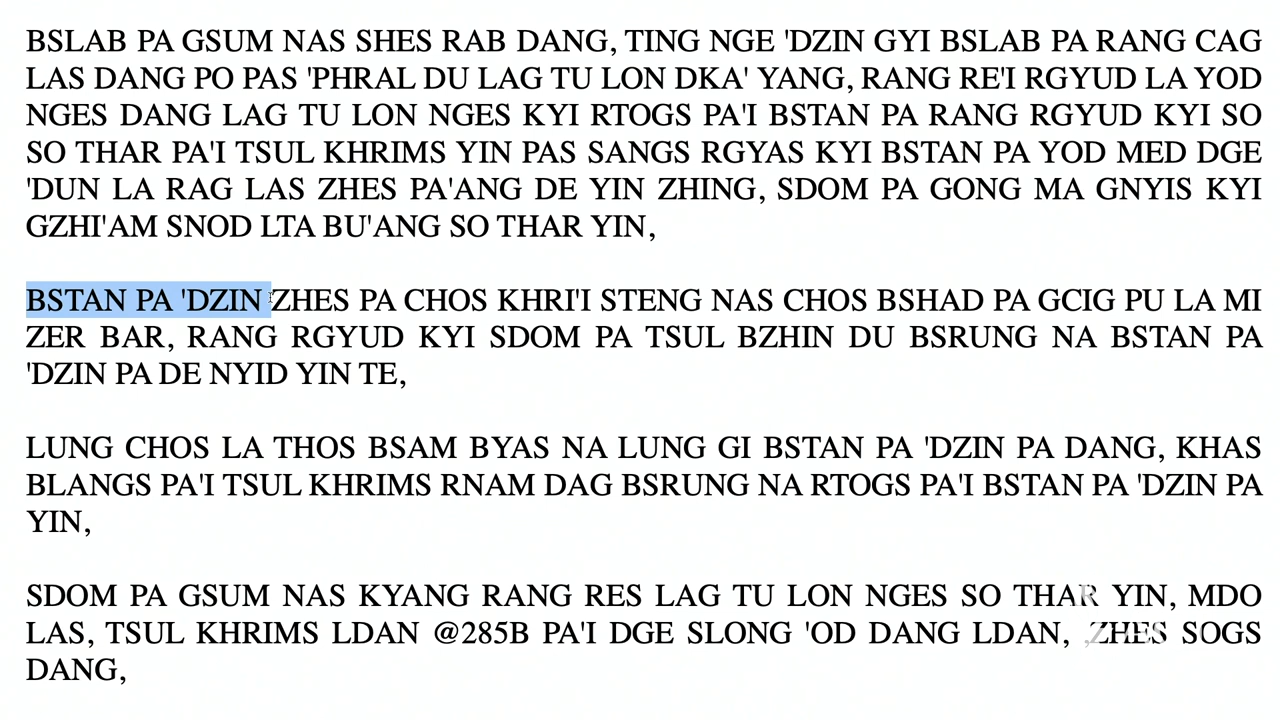 BSLAB PA GSUM NAS SHES RAB DANG, TING NGE 'DZIN GYI BSLAB PA RANG CAG
LAS DANG PO PAS 'PHRAL DU LAG TU LON DKA' YANG, RANG RE'I RGYUD LA YOD
NGES DANG LAG TU LON NGES KYI RTOGS PA'I BSTAN PA RANG RGYUD KYI SO
SO THAR PA'I TSUL KHRIMS YIN PAS SANGS RGYAS KYI BSTAN PA YOD MED DGE
'DUN LA RAG LAS ZHES PA'ANG DE YIN ZHING, SDOM PA GONG MA GNYIS KYI
GZHI'AM SNOD LTA BU'ANG SO THAR YIN,
BSTAN PA 'DZIN ZHES PA CHOS KHRI'I STENG NAS CHOS BSHAD PA GCIG PU LA MI
ZER BAR, RANG RGYUD KYI SDOM PA TSUL BZHIN DU BSRUNG NA BSTAN PA
'DZIN PA DE NYID YIN TE,
LUNG CHOS LA THOS BSAM BYAS NA LUNG GI BSTAN PA 'DZIN PA DANG, KHAS
BLANGS PA'I TSUL KHRIMS RNAM DAG BSRUNG NA RTOGS PA'I BSTAN PA 'DZIN PA
YIN,
SDOM PA GSUM NAS KYANG RANG RES LAG TU LON NGES SO THAR YIN, MDO
LAS, TSUL KHRIMS LDAN @285B PA'I DGE SLONG 'OD DANG LDAN, ,ZHES SOGS
DANG,